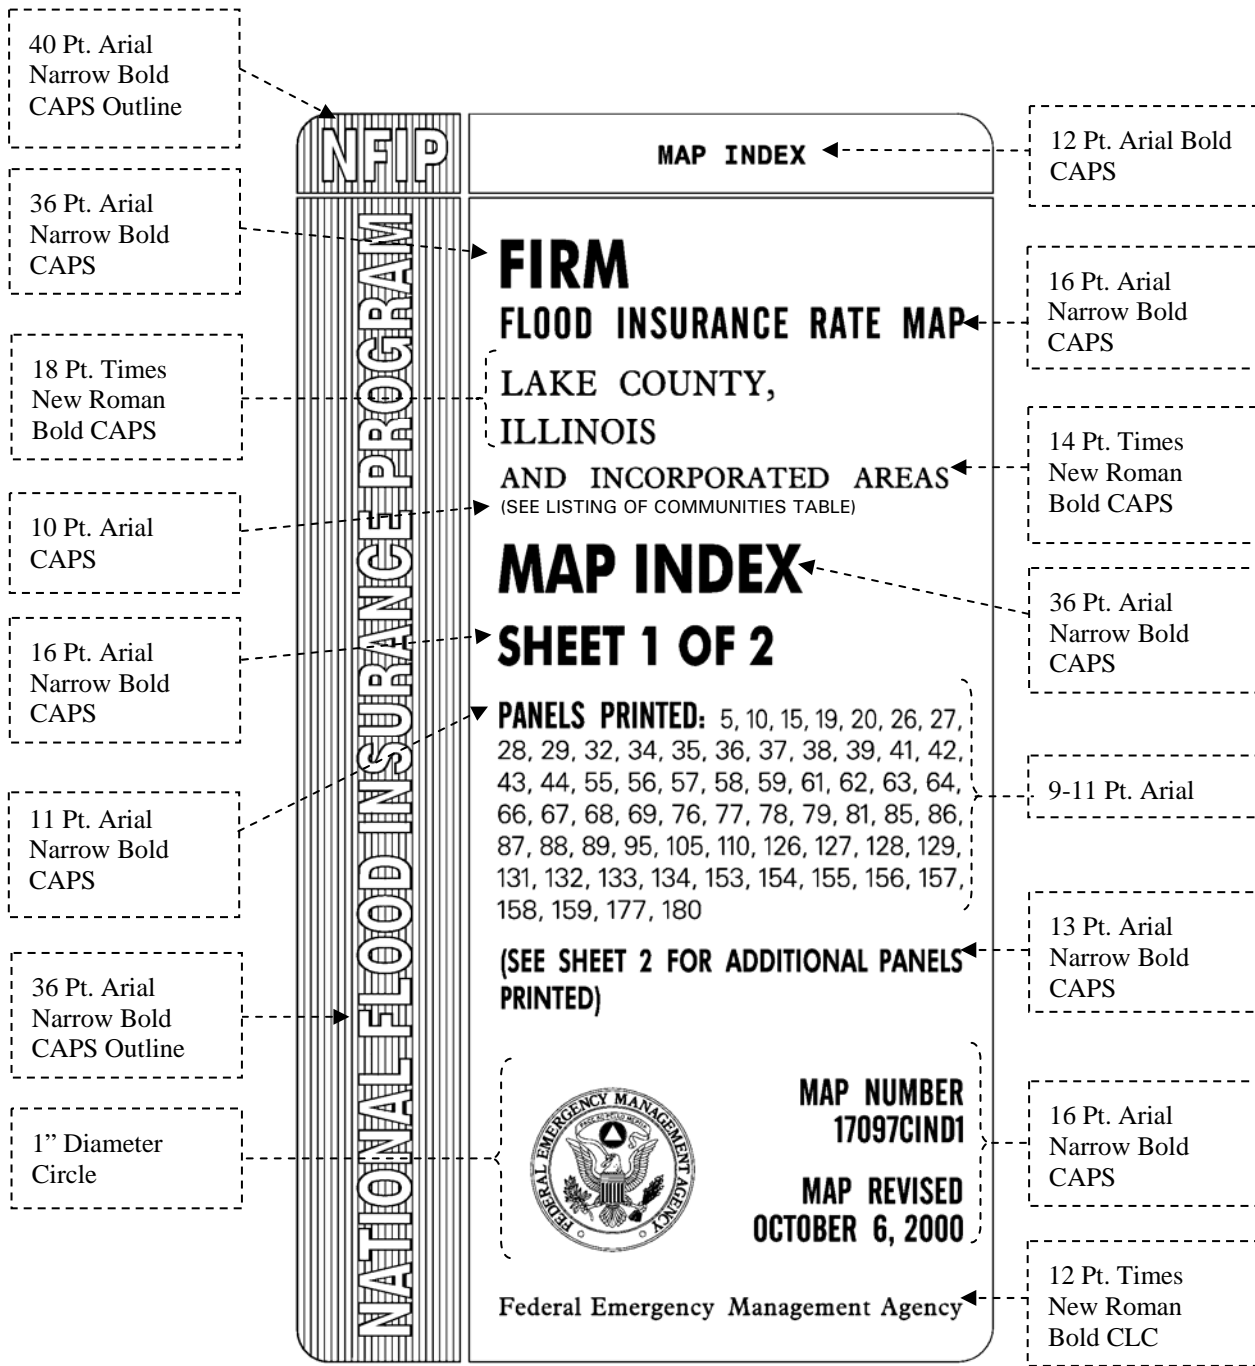 40 Pt. Arial
Narrow Bold
CAPS Outline
36 Pt. Arial
Narrow Bold
CAPS
18 Pt. Times
New Roman
Bold CAPS
10 Pt. Arial
CAPS
16 Pt. Arial
Narrow Bold
CAPS
11 Pt. Arial
Narrow Bold
CAPS
36 Pt. Arial
Narrow Bold
CAPS Outline
1” Diameter
Circle
NFIP
NATIONAL FLOOD INSURANCE PROGRAM
MAP INDEX
FIRM
FLOOD INSURANCE RATE MAP
LAKE COUNTY,
ILLINOIS
AND INCORPORATED AREAS
(SEE LISTING OF COMMUNITIES TABLE)
MAP INDEX
SHEET 1 OF 2
PANELS PRINTED: 5, 10, 15, 19, 20, 26, 27,
28, 29, 32, 34, 35, 36, 37, 38, 39, 41, 42,
43, 44, 55, 56, 57, 58, 59, 61, 62, 63, 64,
66, 67, 68, 69, 76, 77, 78, 79, 81, 85, 86,
87, 88, 89, 95, 105, 110, 126, 127, 128, 129,
131, 132, 133, 134, 153, 154, 155, 156, 157,
158, 159, 177, 180
(SEE SHEET 2 FOR ADDITIONAL PANELS
PRINTED)
FEDERAL EMERGENCY MANAGEMENT AGENCY
MAP NUMBER
17097CIND1
MAP REVISED
OCTOBER 6, 2000
Federal Emergency Management Agency
12 Pt. Arial Bold
CAPS
16 Pt. Arial
Narrow Bold
CAPS
14 Pt. Times
New Roman
Bold CAPS
36 Pt. Arial
Narrow Bold
CAPS
9-11 Pt. Arial
13 Pt. Arial
Narrow Bold
CAPS
16 Pt. Arial
Narrow Bold
CAPS
12 Pt. Times
New Roman
Bold CLC